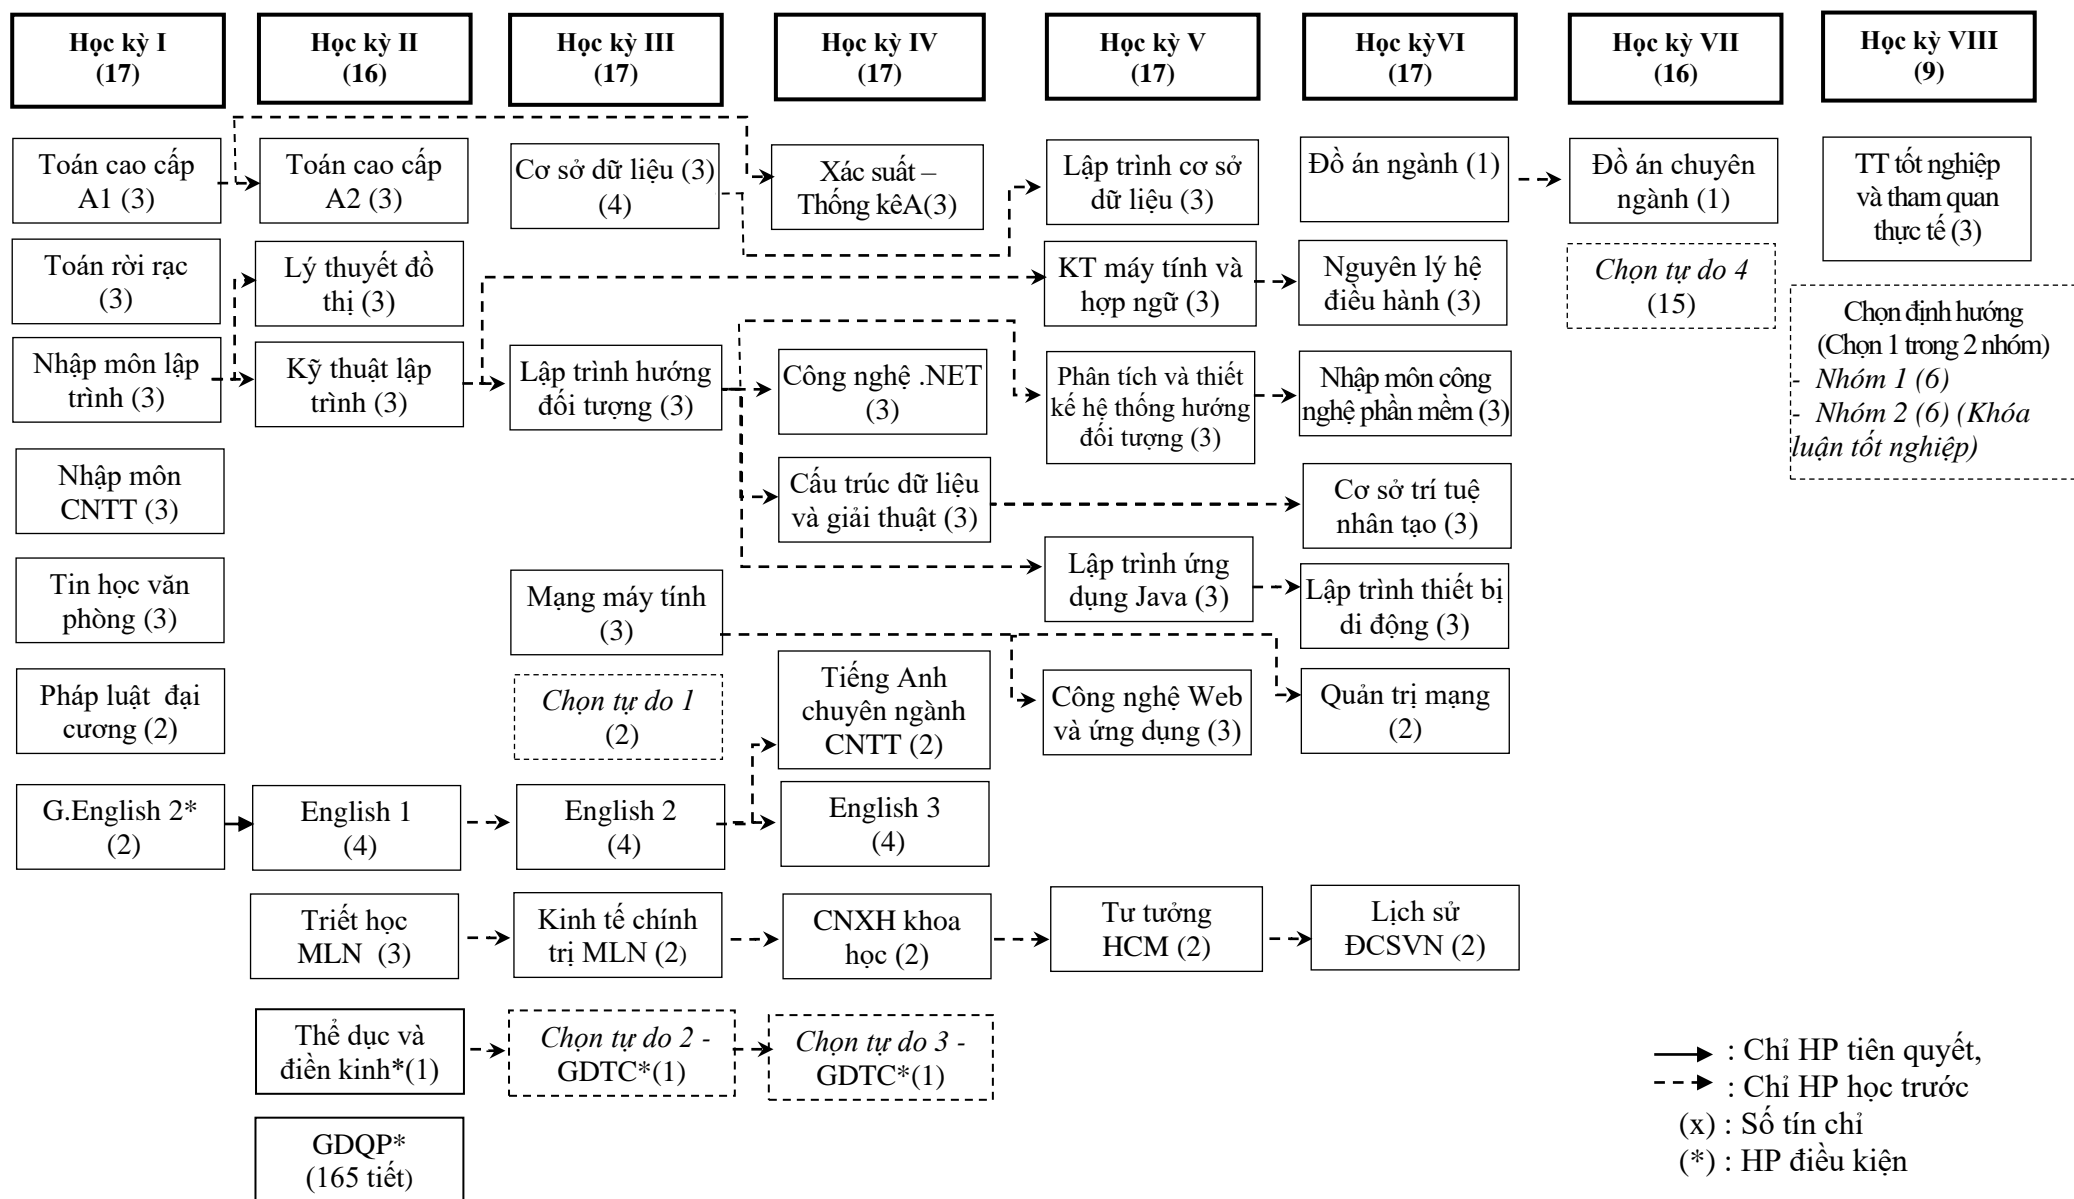 Học kỳ I
(17)
Học kỳ II
(16)
Học kỳ III
(17)
Học kỳ IV
(17)
Học kỳ V
(17)
Học kỳVI
(17)
Học kỳ VII
(16)
Học kỳ VIII
(9)
Toán cao cấp
A1 (3)
Toán cao cấp
A2 (3)
Cơ sở dữ liệu (3)
(4)
Xác suất –
Thống kêA(3)
Lập trình cơ sở
dữ liệu (3)
Đồ án ngành (1)
Đồ án chuyên
ngành (1)
TT tốt nghiệp
và tham quan
thực tế (3)
Toán rời rạc
(3)
Lý thuyết đồ
thị (3)
KT máy tính và
hợp ngữ (3)
Nguyên lý hệ
điều hành (3)
Chọn tự do 4
(15)
Chọn định hướng
(Chọn 1 trong 2 nhóm)
- Nhóm 1 (6)
- Nhóm 2 (6) (Khóa
luận tốt nghiệp)
Nhập môn lập
trình (3)
Kỹ thuật lập
trình (3)
Lập trình hướng
đối tượng (3)
Công nghệ .NET
(3)
Phân tích và thiết
kế hệ thống hướng
đối tượng (3)
Nhập môn công
nghệ phần mềm (3)
Nhập môn
CNTT (3)
Cấu trúc dữ liệu
và giải thuật (3)
Cơ sở trí tuệ
nhân tạo (3)
Tin học văn
phòng (3)
Mạng máy tính
(3)
Lập trình ứng
dụng Java (3)
Lập trình thiết bị
di động (3)
Pháp luật đại
cương (2)
Chọn tự do 1
(2)
Tiếng Anh
chuyên ngành
CNTT (2)
Công nghệ Web
và ứng dụng (3)
Quản trị mạng
(2)
G.English 2*
(2)
English 1
(4)
English 2
(4)
English 3
(4)
Triết học
MLN (3)
Kinh tế chính
trị MLN (2)
CNXH khoa
học (2)
Tư tưởng
HCM (2)
Lịch sử
ĐCSVN (2)
Thể dục và
điền kinh*(1)
Chọn tự do 2 -
GDTC*(1)
Chọn tự do 3 -
GDTC*(1)
GDQP*
(165 tiết)
: Chỉ HP tiên quyết,
: Chỉ HP học trước
(x) : Số tín chỉ
(*) : HP điều kiện